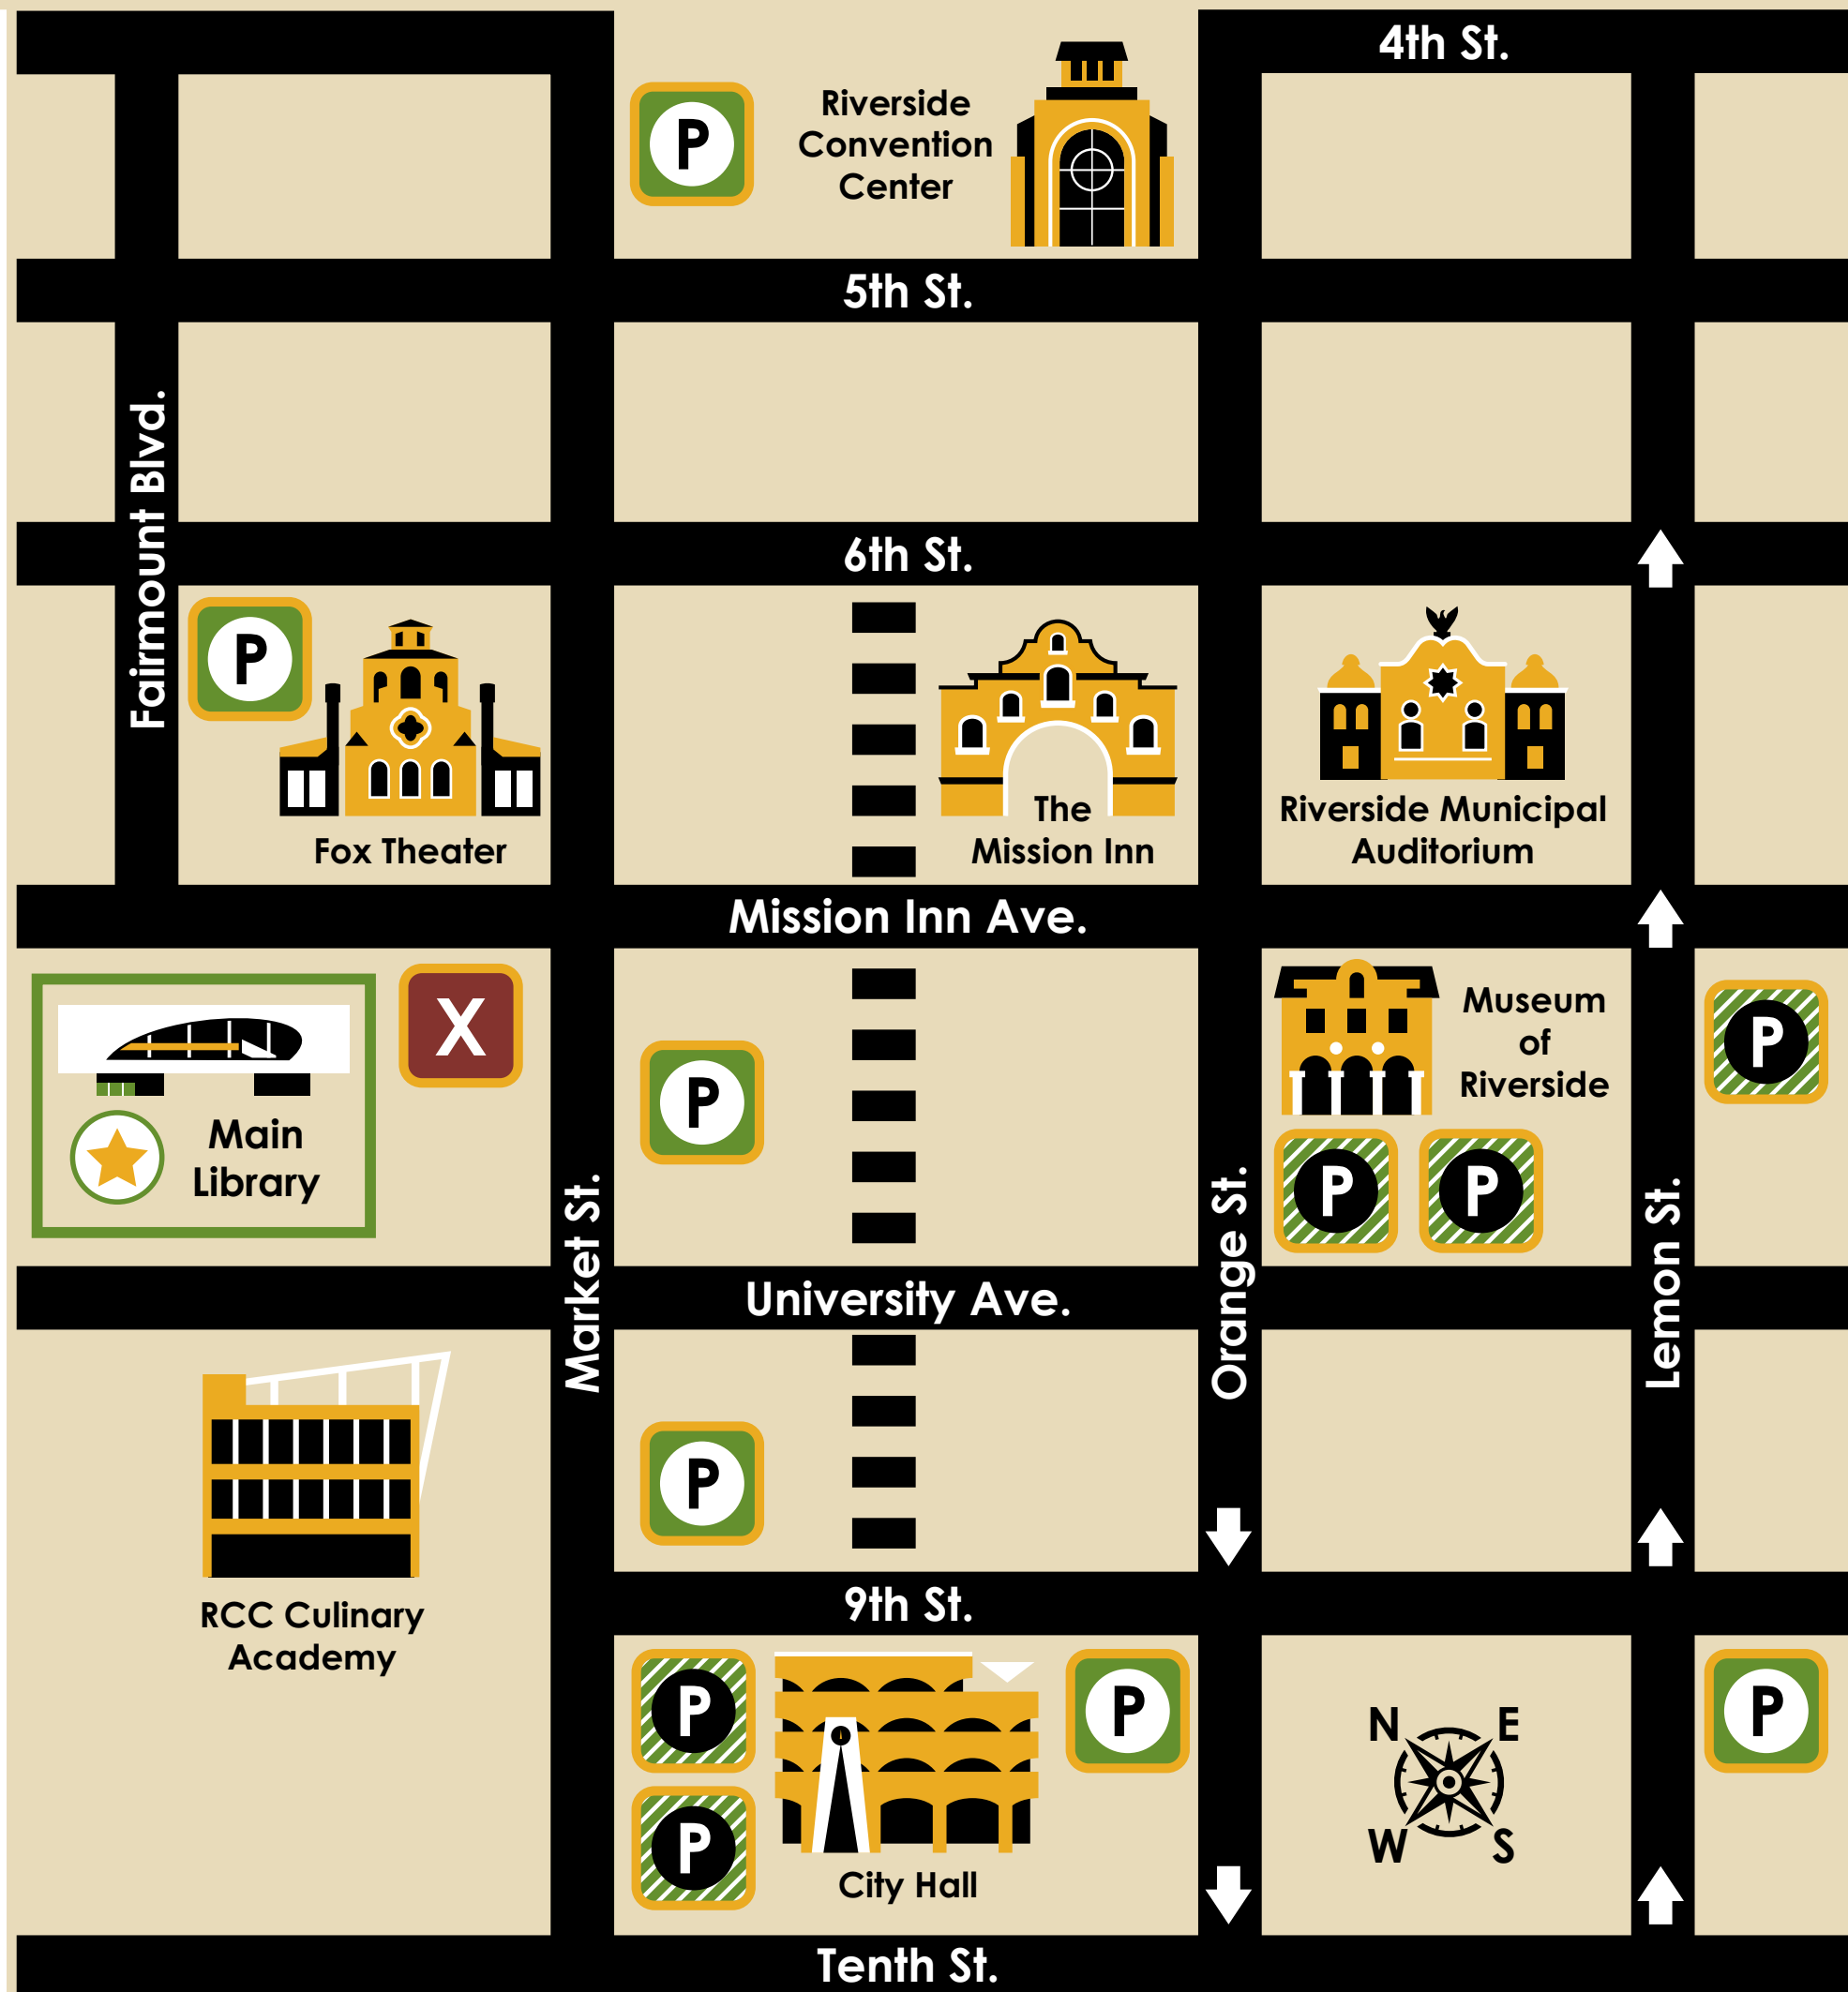 4th St.
P
Riverside
Convention
Center
5th St.
Fairmount Blvd.
6th St.
P
Fox Theater
The
Mission Inn
Riverside Municipal
Auditorium
Mission Inn Ave.
X
Main
Library
P
Museum
of
Riverside
P
P
P
Market St.
University Ave.
Orange St.
Lemon St.
RCC Culinary
Academy
P
9th St.
P
P
City Hall
P
N E
W S
P
Tenth St.